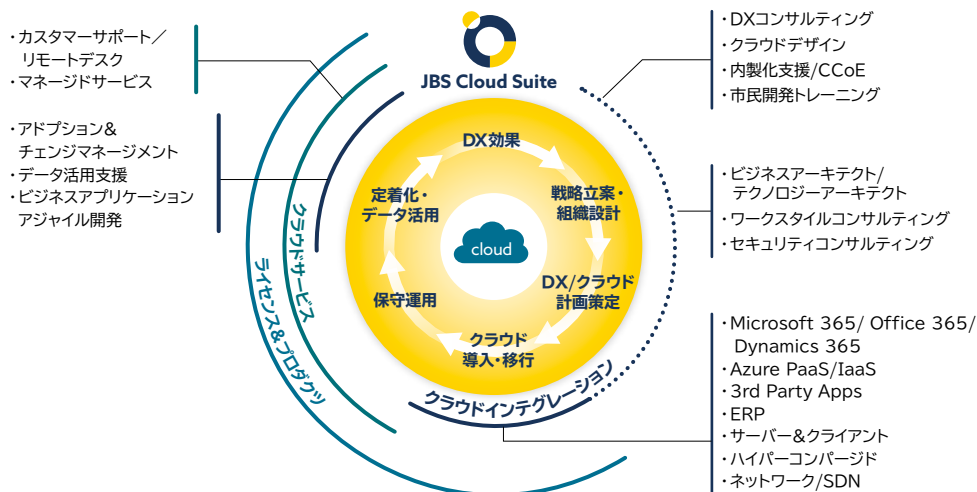 ・カスタマーサポート／
リモートデスク
・マネージドサービス
・アドプション＆
チェンジマネージメント
・データ活用支援
・ビジネスアプリケーション
アジャイル開発
JBS Cloud Suite
DX効果
戦略立案・
組織設計
DX/クラウド
計画策定
クラウド
導入・移行
保守運用
定着化・
データ活用
cloud
クラウドインテグレーション
クラウドサービス
ライセンス&プロダクツ
・DXコンサルティング
・クラウドデザイン
・内製化支援/CCoE
・市民開発トレーニング
・ビジネスアーキテクト/
テクノロジーアーキテクト
・ワークスタイルコンサルティング
・セキュリティコンサルティング
・Microsoft 365/ Office 365/
Dynamics 365
・Azure PaaS/IaaS
・3rd Party Apps
・ERP
・サーバー&クライアント
・ハイパーコンバージド
・ネットワーク/SDN